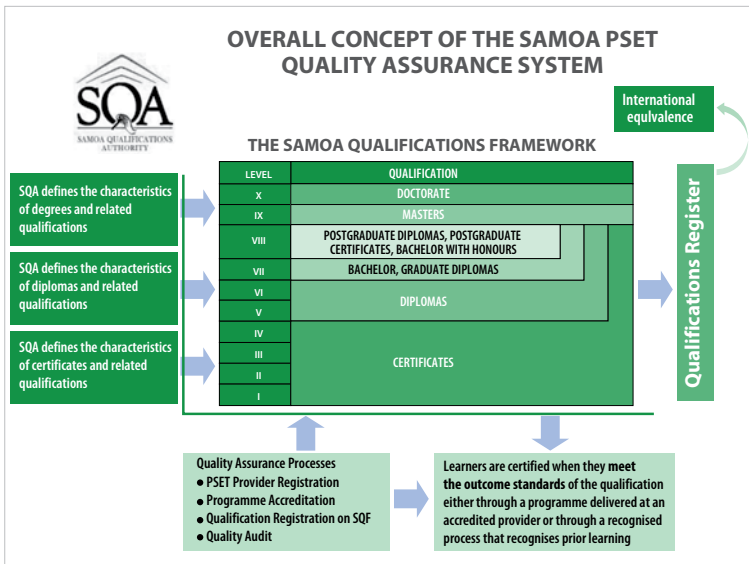 OVERALL CONCEPT OF THE SAMOA PSET
QUALITY ASSURANCE SYSTEM
SQA
SAMOA QUALIFICATIONS
AUTHORITY
International
equlvalence
THE SAMOA QUALIFICATIONS FRAMEWORK
LEVEL QUALIFICATION
X DOCTORATE
IX MASTERS
VIII POSTGRADUATE DIPLOMAS, POSTGRADUATE
CERTIFICATES, BACHELOR WITH HONOURS
VII BACHELOR, GRADUATE DIPLOMAS
VI
DIPLOMAS
V
IV
III
CERTIFICATES
II
I
SQA defines the characteristics
of degrees and related
qualifications
SQA defines the characteristics
of diplomas and related
qualifications
SQA defines the characteristics
of certificates and related
qualifications
Qualifications Register
Quality Assurance Processes
● PSET Provider Registration
● Programme Accreditation
● Qualification Registration on SQF
● Quality Audit
Learners are certified when they meet
the outcome standards of the qualification
either through a programme delivered at an
accredited provider or through a recognised
process that recognises prior learning